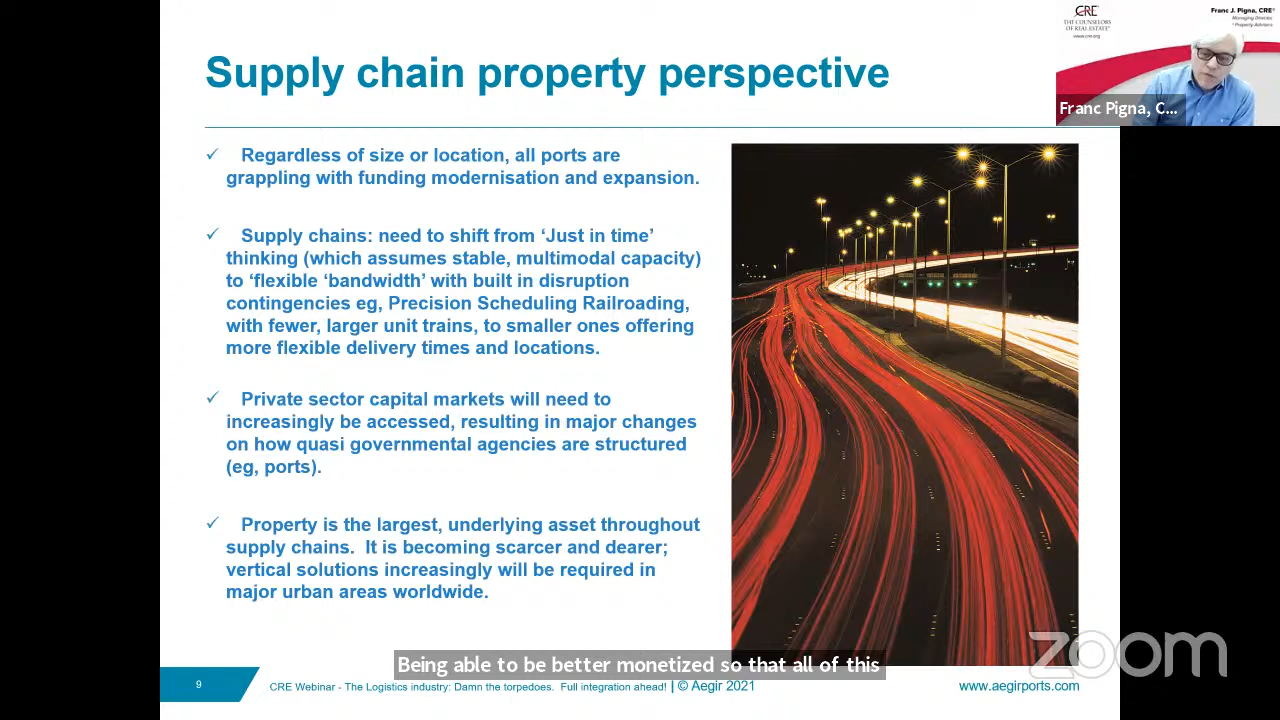 CRE
THE COUNSELORS
OF REAL ESTATE
www.cre.org
Franc J. Pigna, CRE®
Managing Director
Property Advisors
Franc Pigna, C...
Supply chain property perspective
✓ Regardless of size or location, all ports are
grappling with funding modernisation and expansion.
✓ Supply chains: need to shift from ‘Just in time’
thinking (which assumes stable, multimodal capacity)
to ‘flexible ‘bandwidth’ with built in disruption
contingencies eg, Precision Scheduling Railroading,
with fewer, larger unit trains, to smaller ones offering
more flexible delivery times and locations.
✓ Private sector capital markets will need to
increasingly be accessed, resulting in major changes
on how quasi governmental agencies are structured
(eg, ports).
✓ Property is the largest, underlying asset throughout
supply chains. It is becoming scarcer and dearer;
vertical solutions increasingly will be required in
major urban areas worldwide.
zoom
Being able to be better monetized so that all of this
9
CRE Webinar - The Logistics industry: Damn the torpedoes. Full integration ahead! | © Aegir 2021
www.aegirports.com